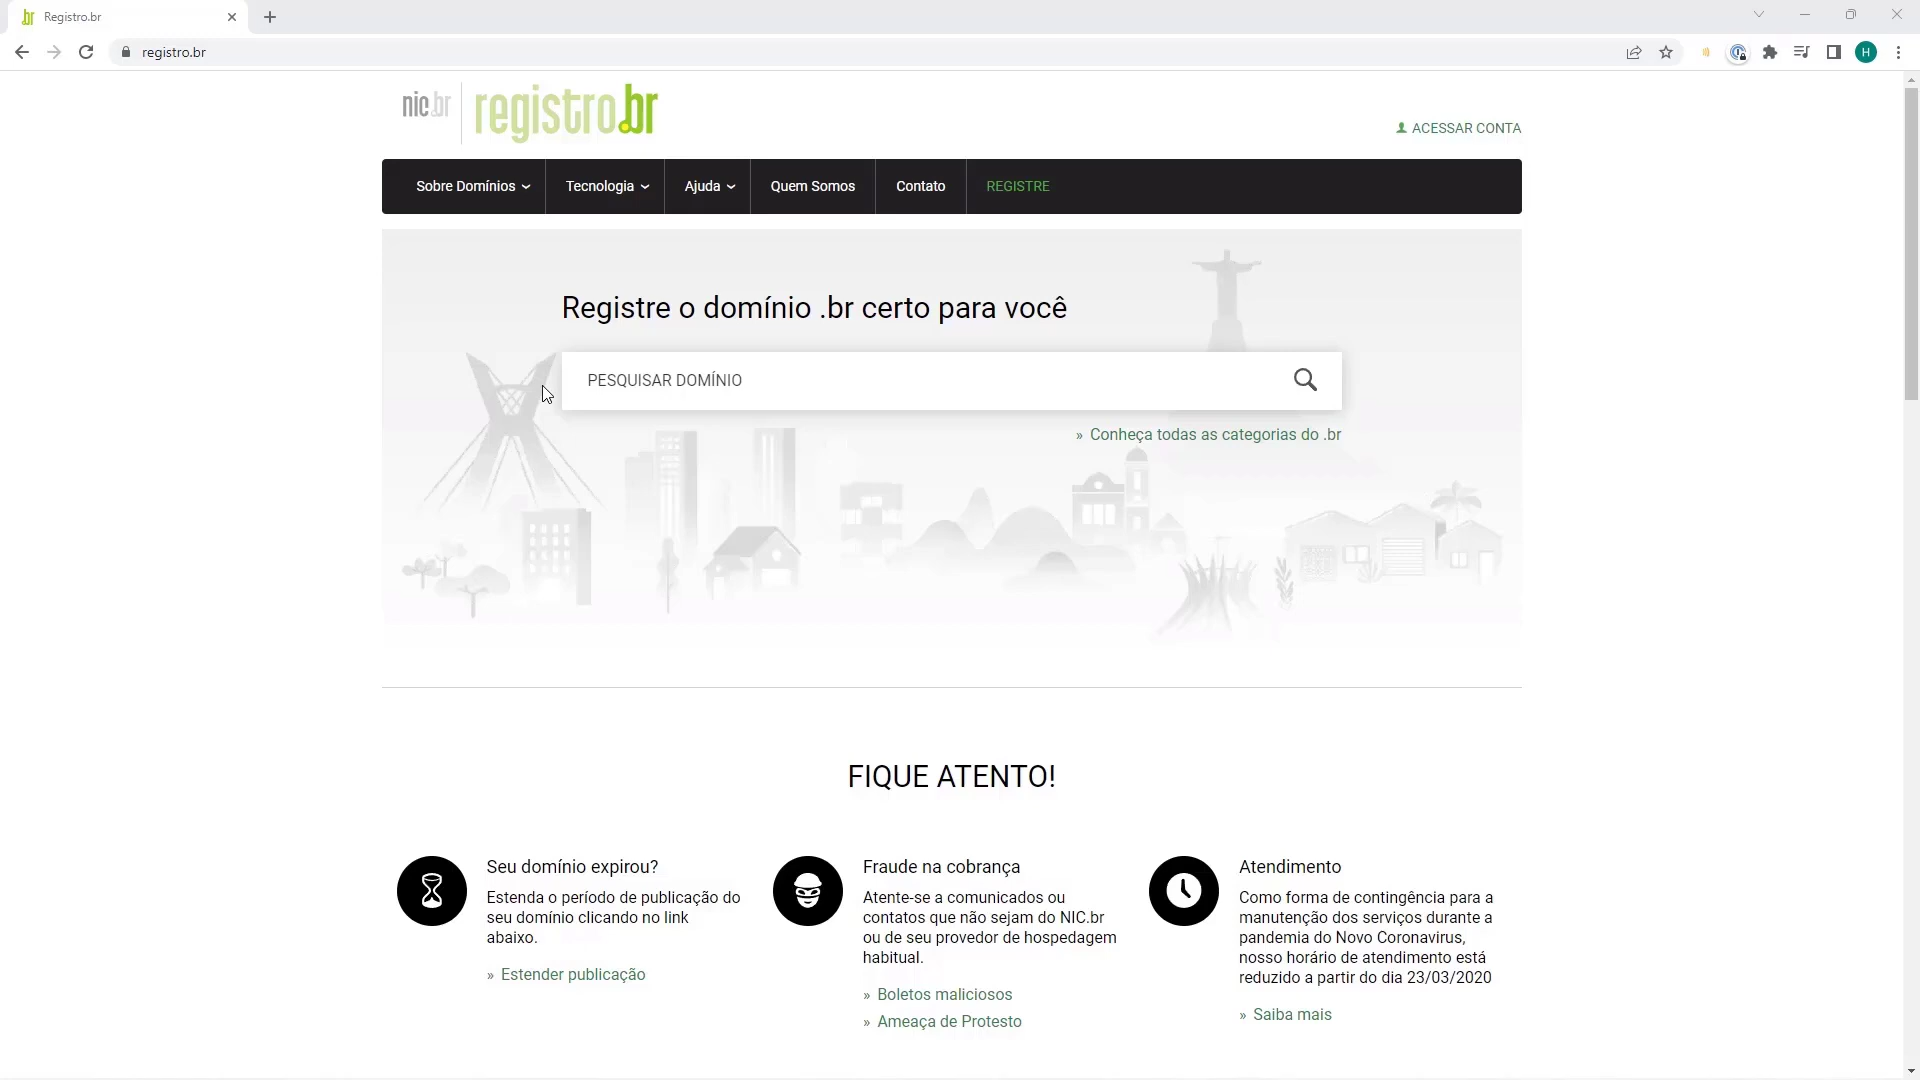 Registro.br
registro.br
H
nic.br registro.br
ACESSAR CONTA
Sobre Domínios Tecnologia Ajuda Quem Somos Contato REGISTRE
Registre o domínio .br certo para você
PESQUISAR DOMÍNIO
» Conheça todas as categorias do .br
FIQUE ATENTO!
Seu domínio expirou?
Estenda o período de publicação do
seu domínio clicando no link
abaixo.
» Estender publicação
Fraude na cobrança
Atente-se a comunicados ou
contatos que não sejam do NIC.br
ou de seu provedor de hospedagem
habitual.
» Boletos maliciosos
» Ameaça de Protesto
Atendimento
Como forma de contingência para a
manutenção dos serviços durante a
pandemia do Novo Coronavirus,
nosso horário de atendimento está
reduzido a partir do dia 23/03/2020
» Saiba mais